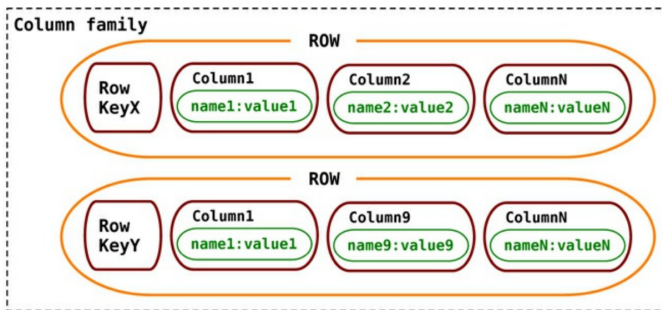 Column family
ROW
Row
KeyX
Column1
name1:value1
Column2
name2:value2
ColumnN
nameN:valueN
ROW
Row
KeyY
Column1
name1:value1
Column9
name9:value9
ColumnN
nameN:valueN